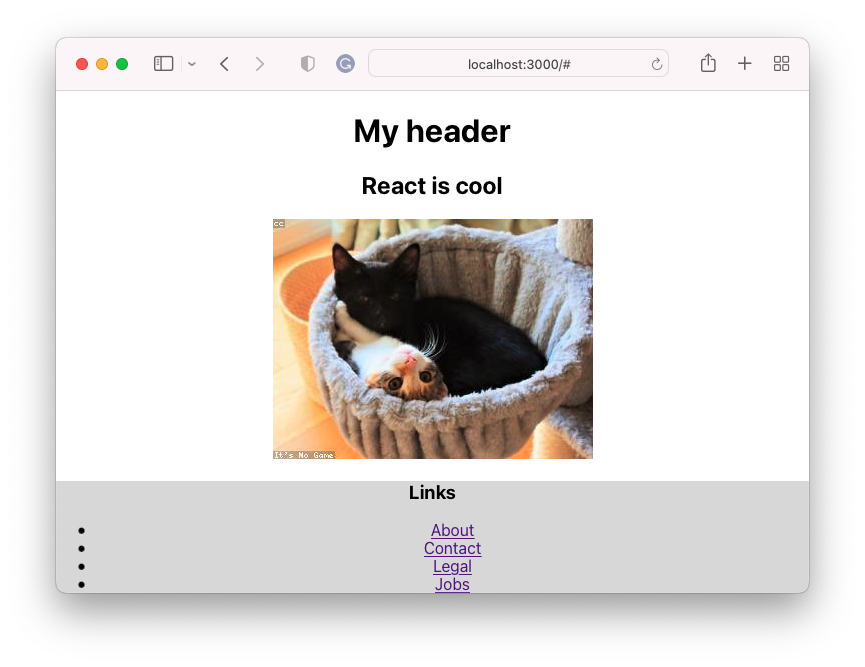 localhost:3000/#
My header
React is cool
cc
It's No Game
Links
About
Contact
Legal
Jobs